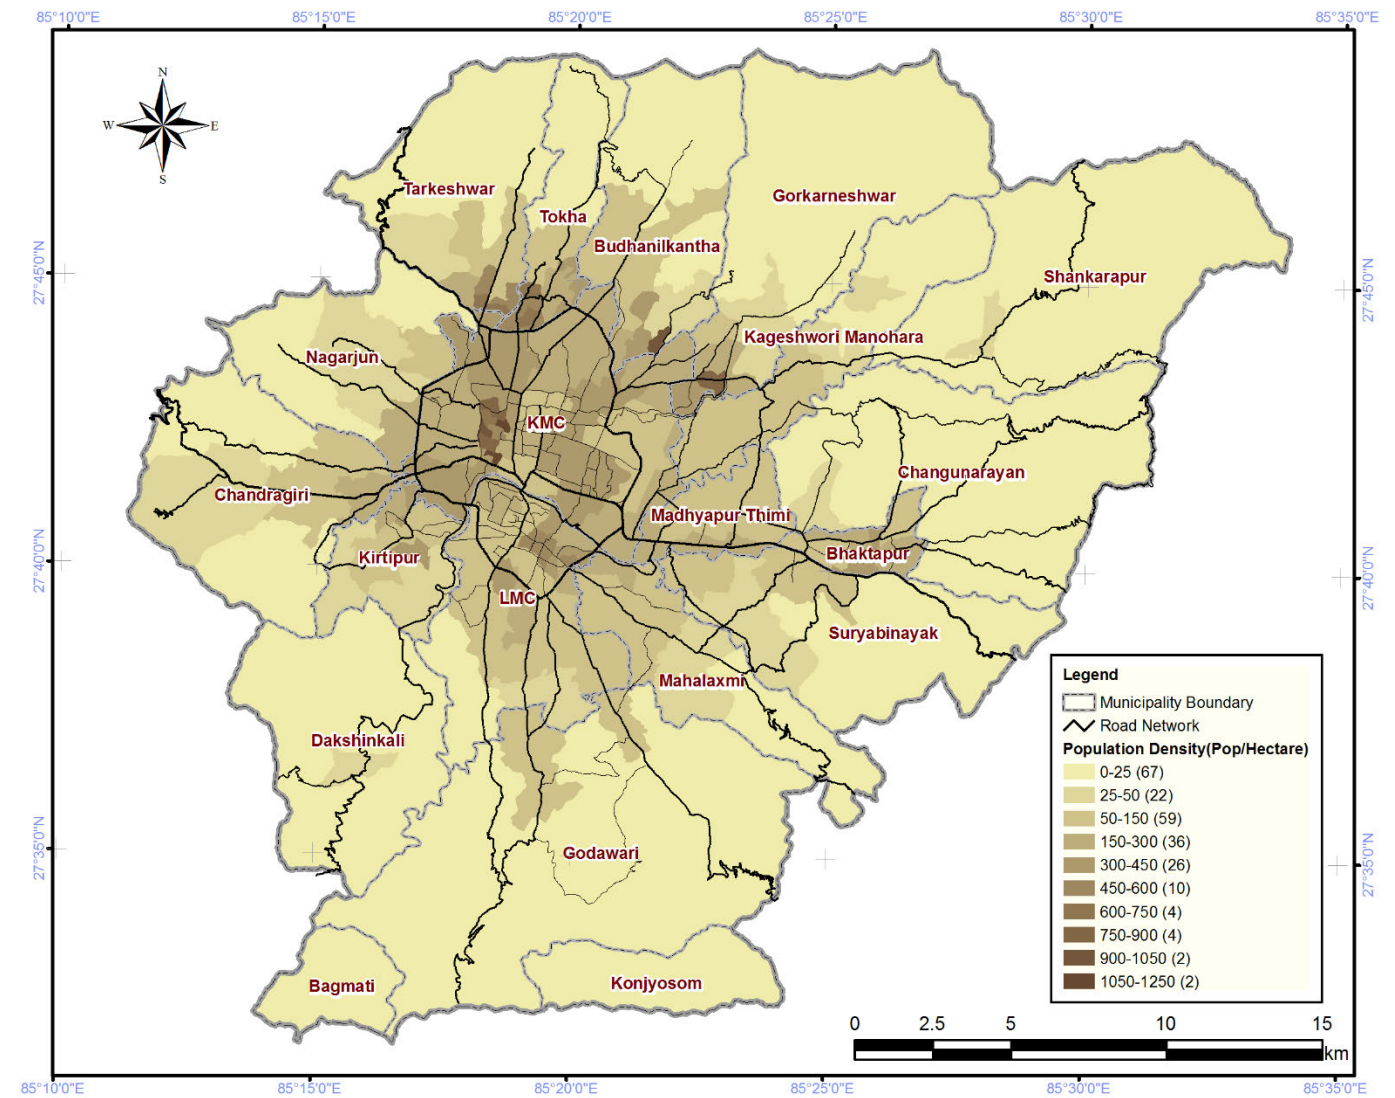 85°10'0"E 85°15'0"E 85°20'0"E 85°25'0"E 85°30'0"E 85°35'0"E
N
W E
S
Tarkeshwar
Gorkarneshwar
Tokha
Budhanilkantha
27°45'0"N
27°45'0"N
Shankarapur
Kageshwori Manohara
Nagarjun
KMC
Changunarayan
Chandragiri
Madhyapur Thimi
Bhaktapur
Kirtipur
27°40'0"N
27°40'0"N
LMC
Suryabinayak
Mahalaxmi
Dakshinkali
Godawari
27°35'0"N
27°35'0"N
Bagmati
Konjyosom
Legend
Municipality Boundary
Road Network
Population Density(Pop/Hectare)
0-25 (67)
25-50 (22)
50-150 (59)
150-300 (36)
300-450 (26)
450-600 (10)
600-750 (4)
750-900 (4)
900-1050 (2)
1050-1250 (2)
0 2.5 5 10 15
km
85°10'0"E 85°15'0"E 85°20'0"E 85°25'0"E 85°30'0"E 85°35'0"E